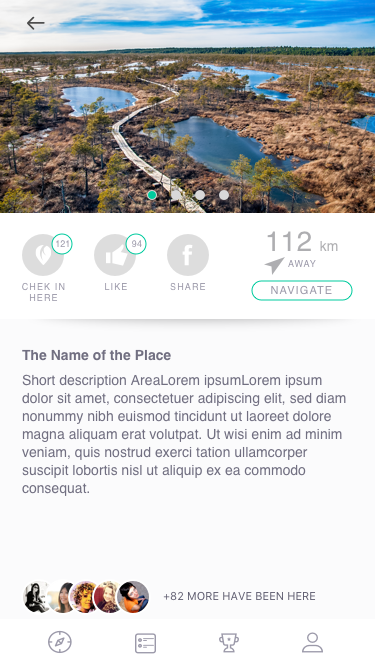 121
94
112 km
AWAY
CHEK IN
HERE
LIKE
SHARE
NAVIGATE
The Name of the Place
Short description AreaLorem ipsumLorem ipsum
dolor sit amet, consectetuer adipiscing elit, sed diam
nonummy nibh euismod tincidunt ut laoreet dolore
magna aliquam erat volutpat. Ut wisi enim ad minim
veniam, quis nostrud exerci tation ullamcorper
suscipit lobortis nisl ut aliquip ex ea commodo
consequat.
+82 MORE HAVE BEEN HERE